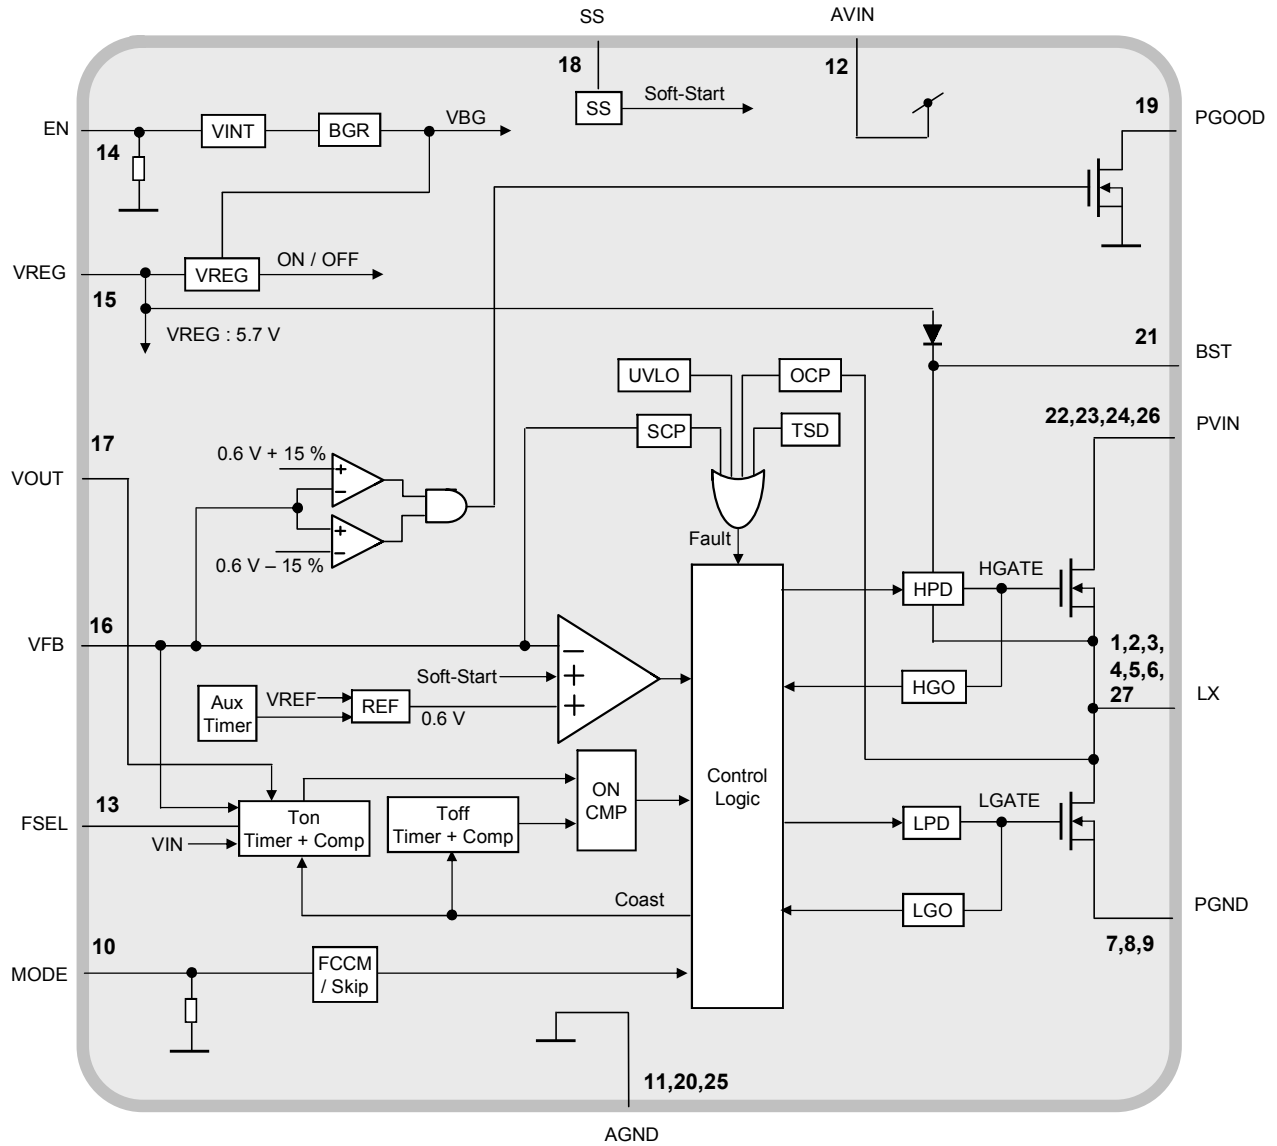 SS
AVIN
18
12
SS
Soft-Start
19
PGOOD
EN
14
VINT
BGR
VBG
VREG
15
VREG
ON / OFF
VREG : 5.7 V
21
BST
UVLO
OCP
SCP
TSD
22,23,24,26
PVIN
17
VOUT
0.6 V + 15 %
+
−
+
−
0.6 V – 15 %
Fault
HPD
HGATE
16
VFB
−
Soft-Start
+
+
Aux
Timer
VREF
REF
0.6 V
HGO
1,2,3,
4,5,6,
27
LX
Control
Logic
ON
CMP
13
FSEL
VIN
Ton
Timer + Comp
Toff
Timer + Comp
LPD
LGATE
Coast
LGO
PGND
7,8,9
10
MODE
FCCM
/ Skip
11,20,25
AGND